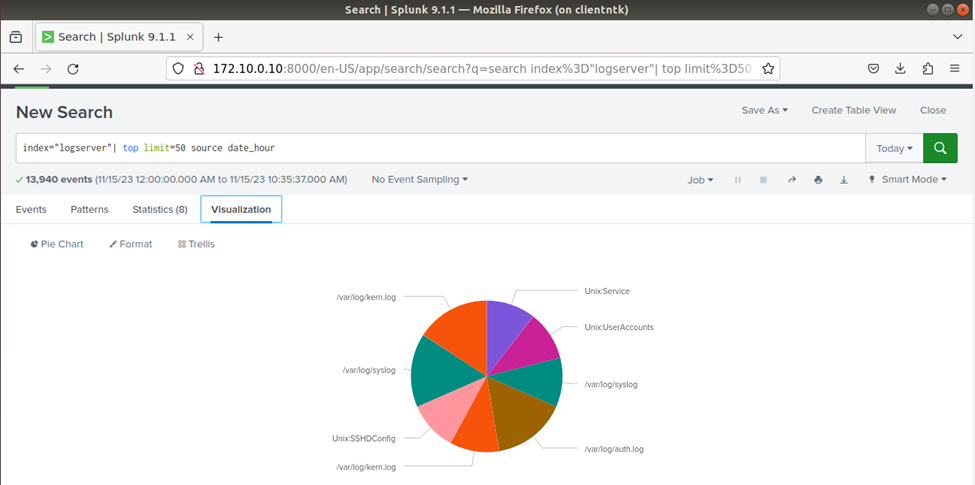 Search | Splunk 9.1.1 — Mozilla Firefox (on clientntk)
Search | Splunk 9.1.1
172.10.0.10:8000/en-US/app/search/search?q=search index%3D"logserver"| top limit%3D50
New Search
Save As
Create Table View
Close
index="logserver"| top limit=50 source date_hour
Today
13,940 events (11/15/23 12:00:00.000 AM to 11/15/23 10:35:37.000 AM)
No Event Sampling
Job
Smart Mode
Events
Patterns
Statistics (8)
Visualization
Pie Chart
Format
Trellis
/var/log/kern.log
Unix:Service
Unix:UserAccounts
/var/log/syslog
/var/log/syslog
Unix:SSHDConfig
/var/log/auth.log
/var/log/kern.log